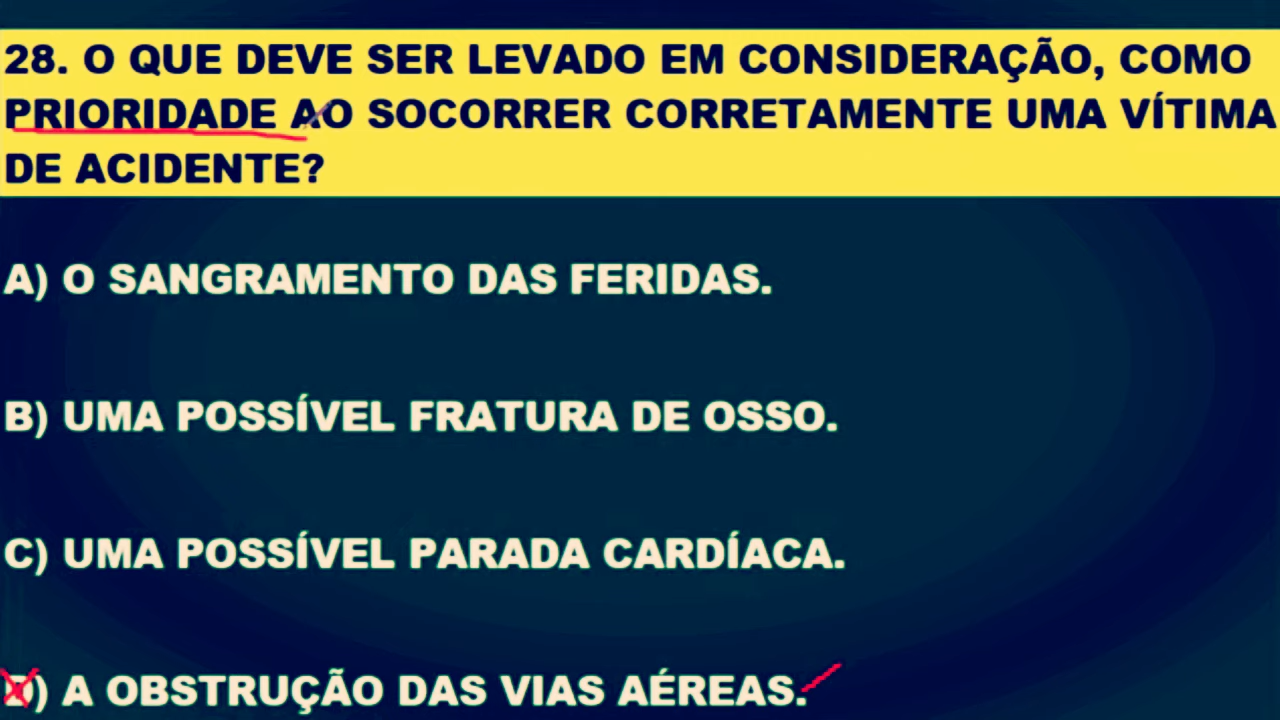 28. O QUE DEVE SER LEVADO EM CONSIDERAÇÃO, COMO
PRIORIDADE AO SOCORRER CORRETAMENTE UMA VÍTIMA
DE ACIDENTE?
A) O SANGRAMENTO DAS FERIDAS.
B) UMA POSSÍVEL FRATURA DE OSSO.
C) UMA POSSÍVEL PARADA CARDÍACA.
D) A OBSTRUÇÃO DAS VIAS AÉREAS.